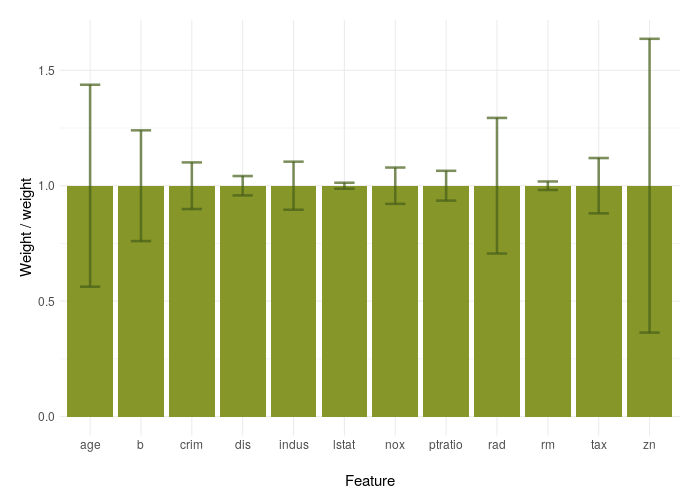 Weight / weight
1.5
1.0
0.5
0.0
age b crim dis indus lstat nox ptratio rad rm tax zn
Feature